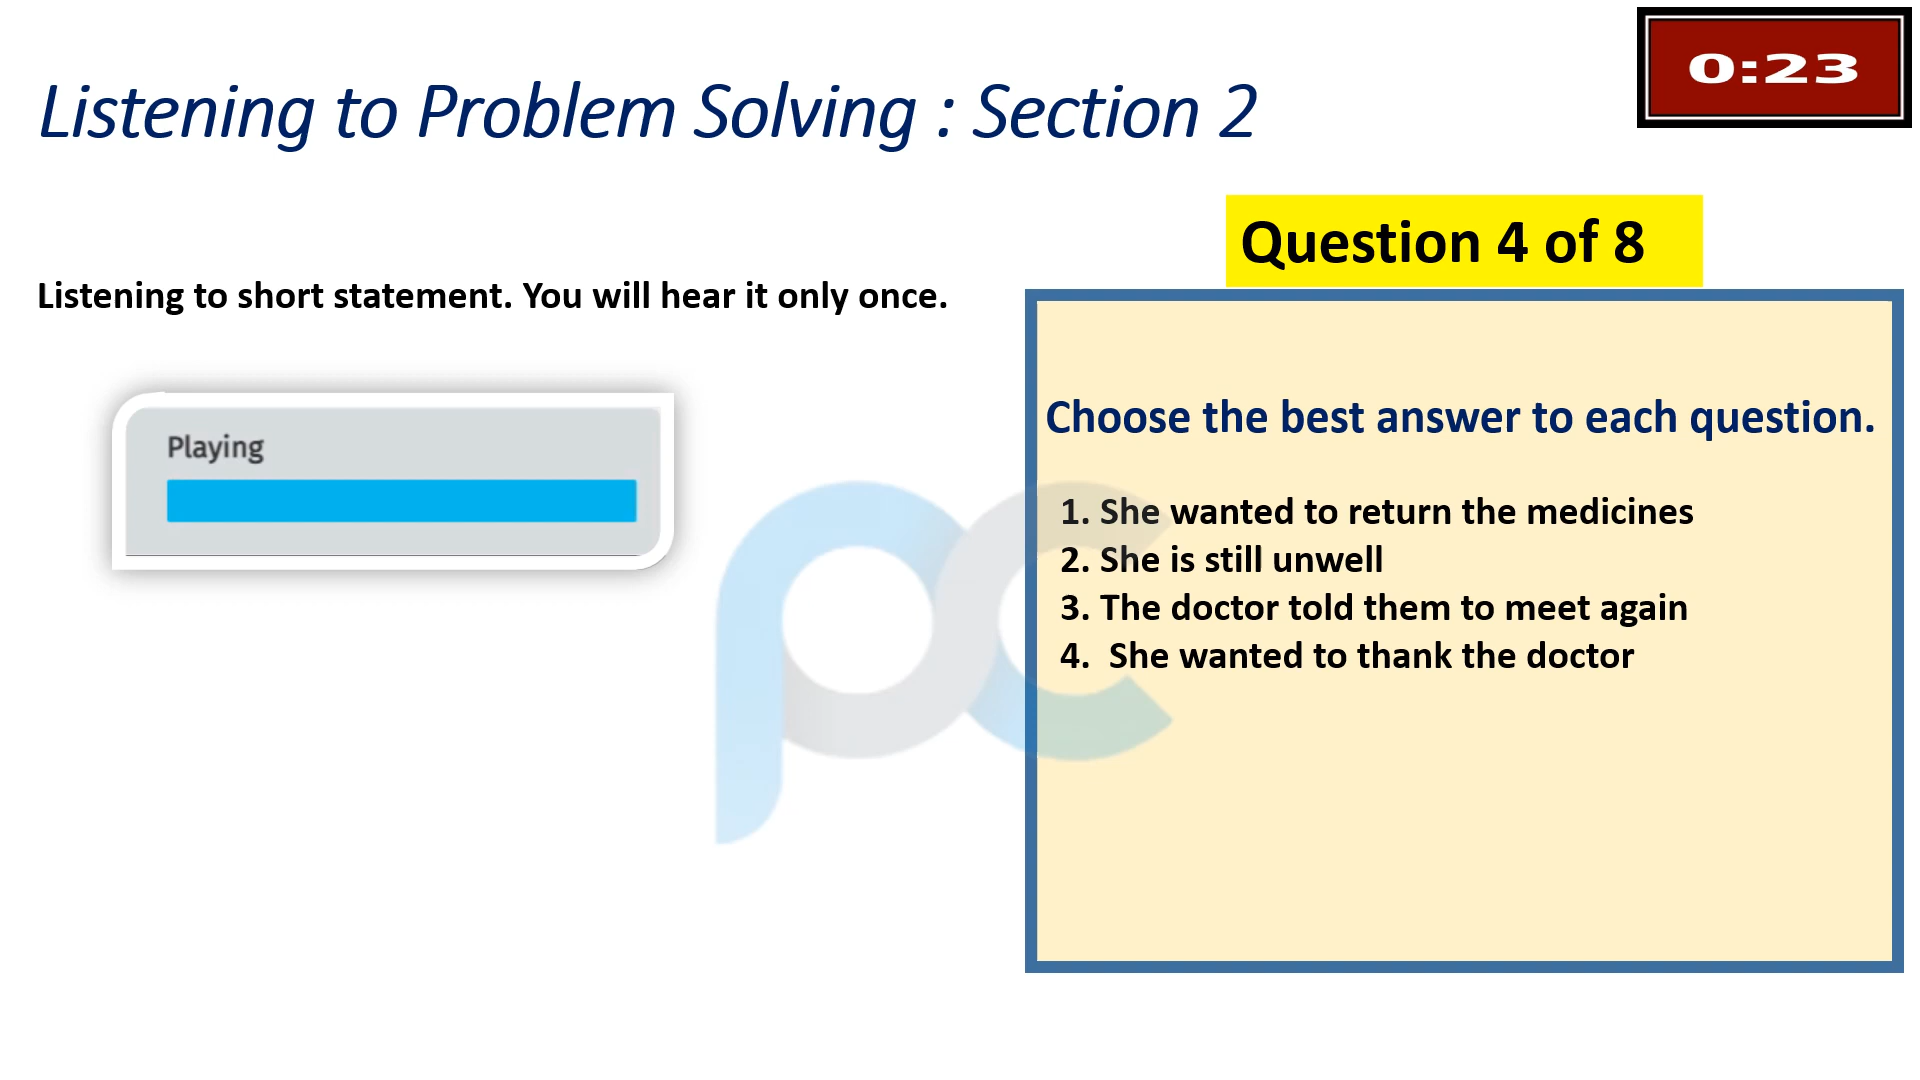 0:23
Listening to Problem Solving : Section 2
Question 4 of 8
Listening to short statement. You will hear it only once.
Playing
Choose the best answer to each question.
1. She wanted to return the medicines
2. She is still unwell
3. The doctor told them to meet again
4. She wanted to thank the doctor
pc